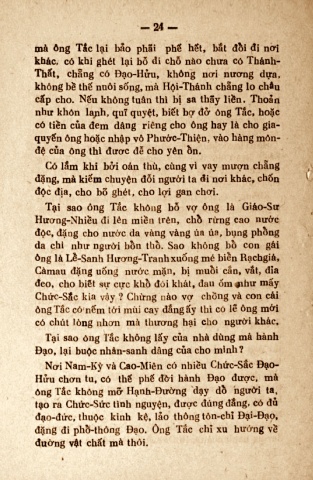 — 24 —
mà ông Tắc lại bảo phải phế hết, bắt đổi đi nơi
khác, có khi ghét lại bỏ đi chỗ nào chưa có Thánh-
Thất, chẳng có Đạo-Hửu, không nơi nương dựa,
không bề thế nuôi sống, mà Hội-Thánh chẳng lo châu
cấp cho. Nếu không tuân thì bị sa thầy liền. Thoản
như khôn lanh, quỉ quyệt, biết bợ đở ông Tắc, hoặc
có tiền của đem dâng riêng cho ông hay là cho gia-
quyến ông hoặc nhập vô Phước-Thiện, vào hàng môn-
đệ của ông thì được để cho yên ổn.
Có lắm khi bởi oán thù, cùng vì vay mượn chẳng
đặng, mà kiếm chuyện đổi người ta đi nơi khác, chốn
độc địa, cho bỏ ghét, cho lợi gan chơi.
Tại sao ông Tắc không bỏ vợ ông là Giáo-Sư
Hương-Nhiều đi lên miền trên, chỗ rừng cao nước
độc, đặng cho nước da vàng vàng ủa ủa, bụng phồng
da chì như người bồn thồ. Sao không bỏ con gái
ông là Lễ-Sanh Hương-Tranh xuống mé biển Rạchgiá,
Càmau đặng uống nước mặn, bị muỗi cắn, vắt, đỉa
đeo, cho biết sự cực khổ đói khát, đau ốm như mấy
Chức-Sắc kia vậy ? Chừng nào vợ chồng và con cái
ông Tắc có nếm tới mùi cay đắng ấy thì có lẽ ông mới
có chút lòng nhơn mà thương hại cho người khác.
Tại sao ông Tắc không lấy của nhà dùng mà hành
Đạo, lại buộc nhân-sanh dâng của cho mình ?
Nơi Nam-Kỳ và Cao-Miên có nhiều Chức-Sắc Đạo-
Hửu chơn tu, có thể phế đời hành Đạo được, mà
ông Tắc không mở Hạnh-Đường dạy dỗ người ta,
tạo ra Chức-Sức tình nguyện, được đúng đắng, có đủ
đạo-đức, thuộc kinh kệ, lão thông tôn-chỉ Đại-Đạo,
đặng đi phổ-thông Đạo. Ông Tắc chỉ xu hướng về
đường vật chất mà thôi.